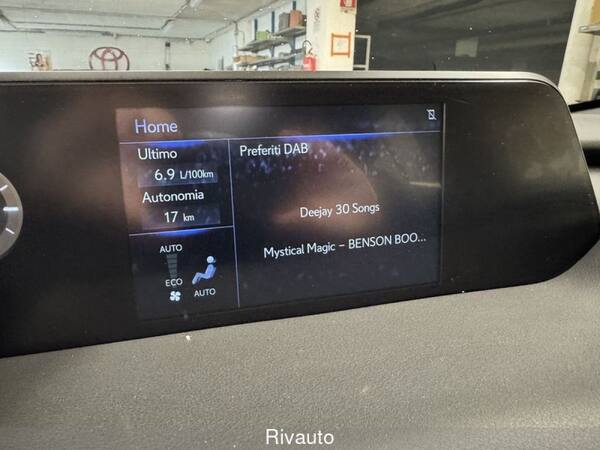 Home
Ultimo
6.9 L/100km
Autonomia
17 km
AUTO
ECO
AUTO
Preferiti DAB
Deejay 30 Songs
Mystical Magic – BENSON BOO...
Rivauto